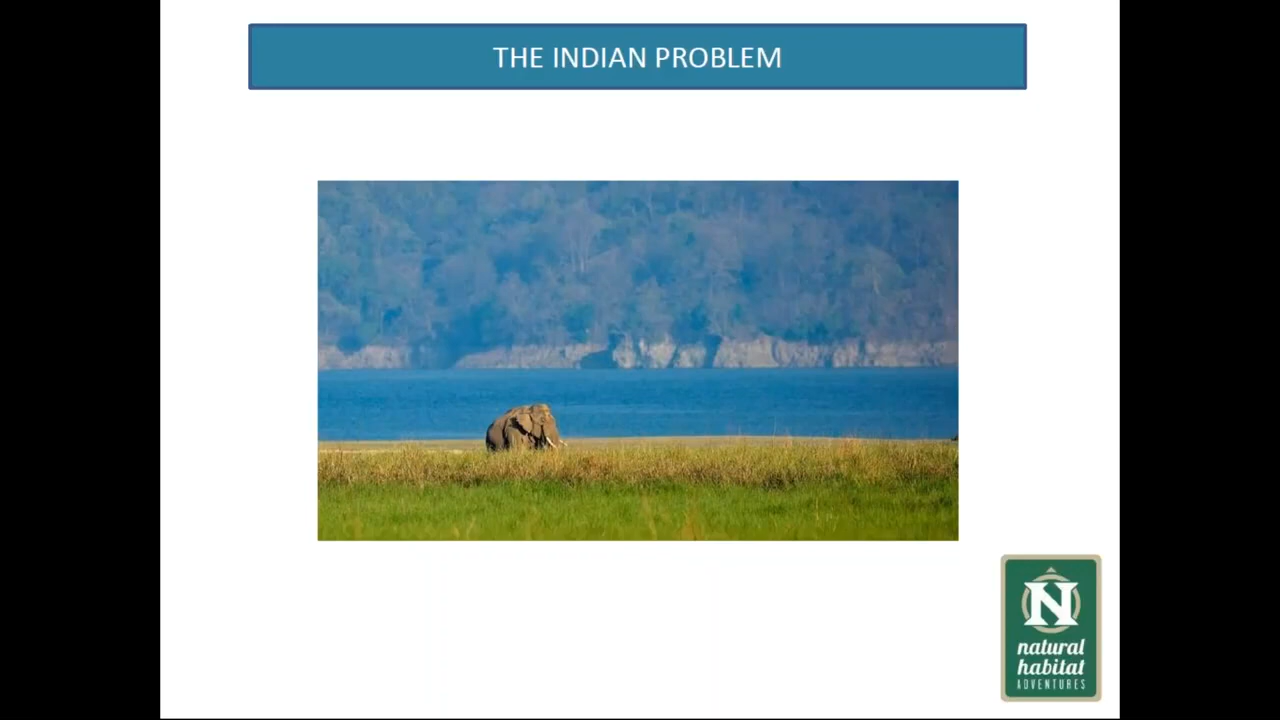 THE INDIAN PROBLEM
N
natural
habitat
ADVENTURES